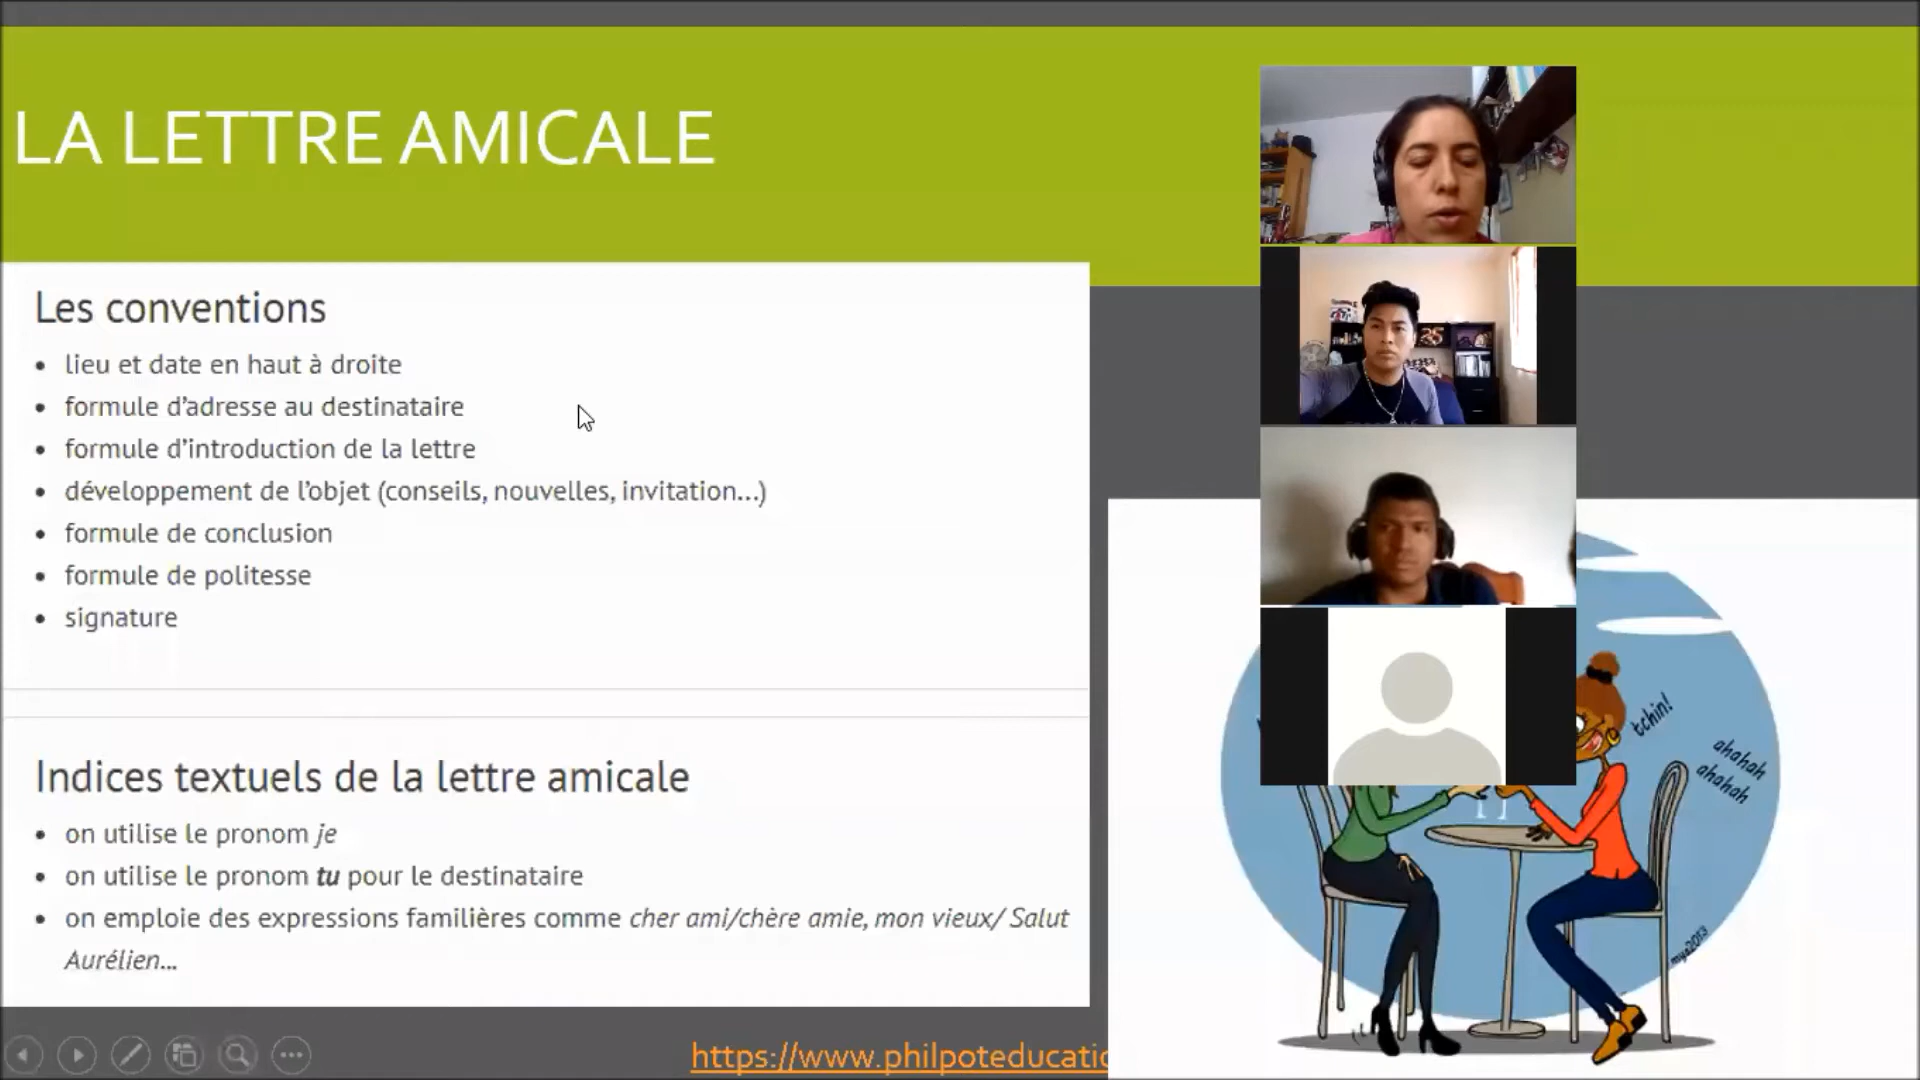 LA LETTRE AMICALE
Les conventions
• lieu et date en haut à droite
• formule d’adresse au destinataire
• formule d’introduction de la lettre
• développement de l’objet (conseils, nouvelles, invitation...)
• formule de conclusion
• formule de politesse
• signature
Indices textuels de la lettre amicale
• on utilise le pronom je
• on utilise le pronom tu pour le destinataire
• on emploie des expressions familières comme cher ami/chère amie, mon vieux/ Salut
Aurélien...
https://www.philpoteducatio
tchin!
ahahah
ahahah
mya2013
25